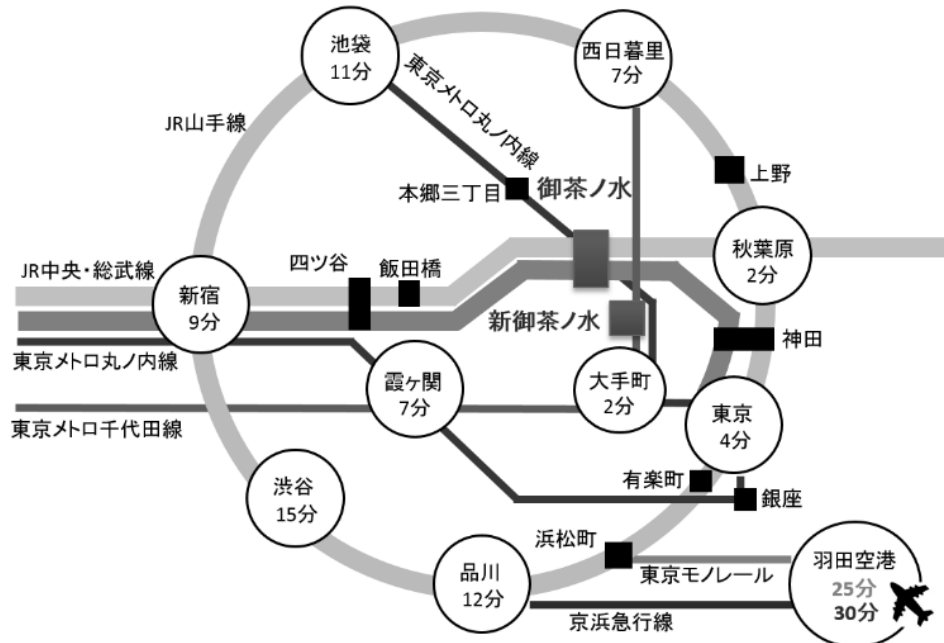 池袋
11分
西日暮里
7分
東京メトロ丸ノ内線
JR山手線
上野
本郷三丁目
御茶ノ水
秋葉原
2分
JR中央・総武線
四ツ谷
飯田橋
新宿
9分
新御茶ノ水
神田
東京メトロ丸ノ内線
霞ヶ関
7分
大手町
2分
東京
4分
東京メトロ千代田線
有楽町
銀座
渋谷
15分
浜松町
羽田空港
25分
30分
東京モノレール
品川
12分
京浜急行線